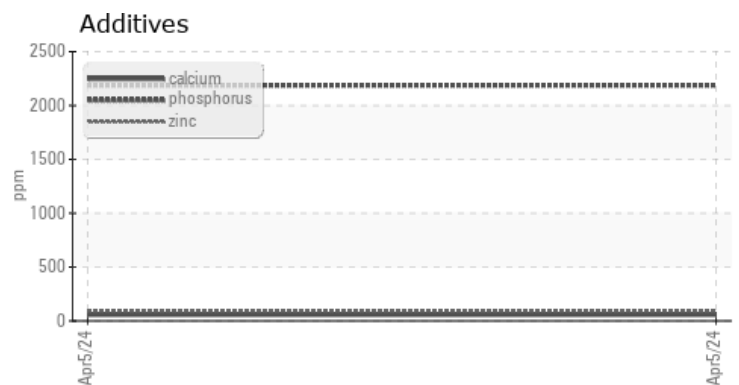 Additives
2500
2000
1500
1000
500
0
ppm
calcium
phosphorus
zinc
Apr5/24
Apr5/24